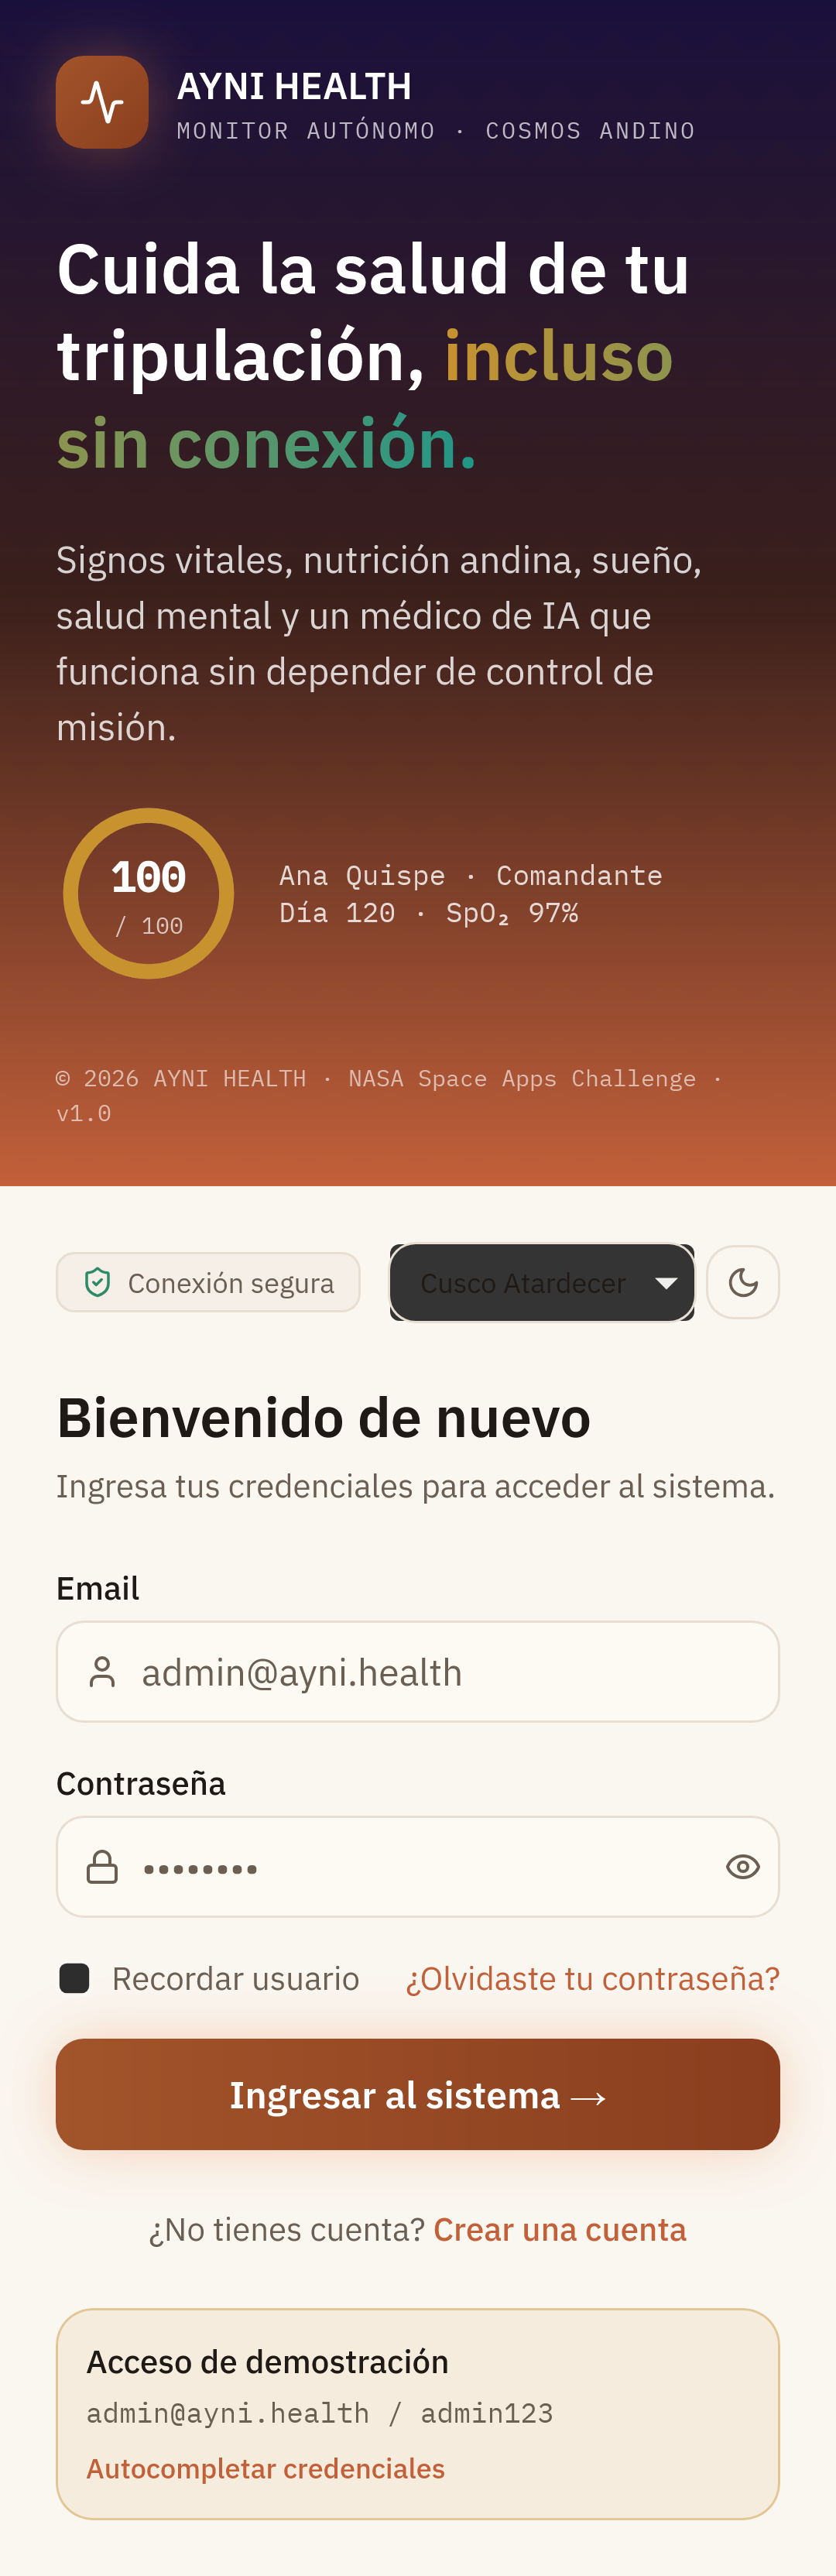 AYNI HEALTH
MONITOR AUTÓNOMO · COSMOS ANDINO
Cuida la salud de tu
tripulación, incluso
sin conexión.
Signos vitales, nutrición andina, sueño,
salud mental y un médico de IA que
funciona sin depender de control de
misión.
100
/ 100
Ana Quispe · Comandante
Día 120 · SpO₂ 97%
© 2026 AYNI HEALTH · NASA Space Apps Challenge ·
v1.0
Conexión segura
Cusco Atardecer
Bienvenido de nuevo
Ingresa tus credenciales para acceder al sistema.
Email
admin@ayni.health
Contraseña
••••••••
Recordar usuario
¿Olvidaste tu contraseña?
Ingresar al sistema →
¿No tienes cuenta? Crear una cuenta
Acceso de demostración
admin@ayni.health / admin123
Autocompletar credenciales